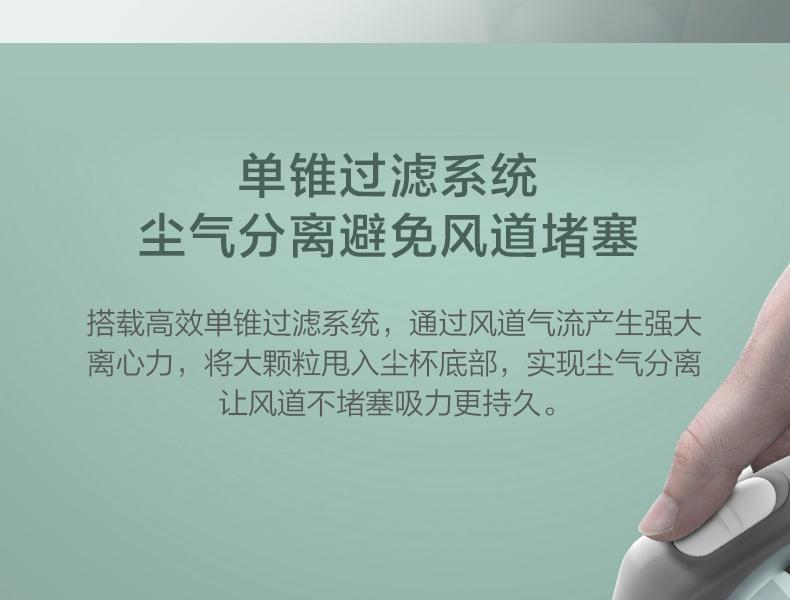 单锥过滤系统
尘气分离避免风道堵塞
搭载高效单锥过滤系统，通过风道气流产生强大
离心力，将大颗粒甩入尘杯底部，实现尘气分离
让风道不堵塞吸力更持久。